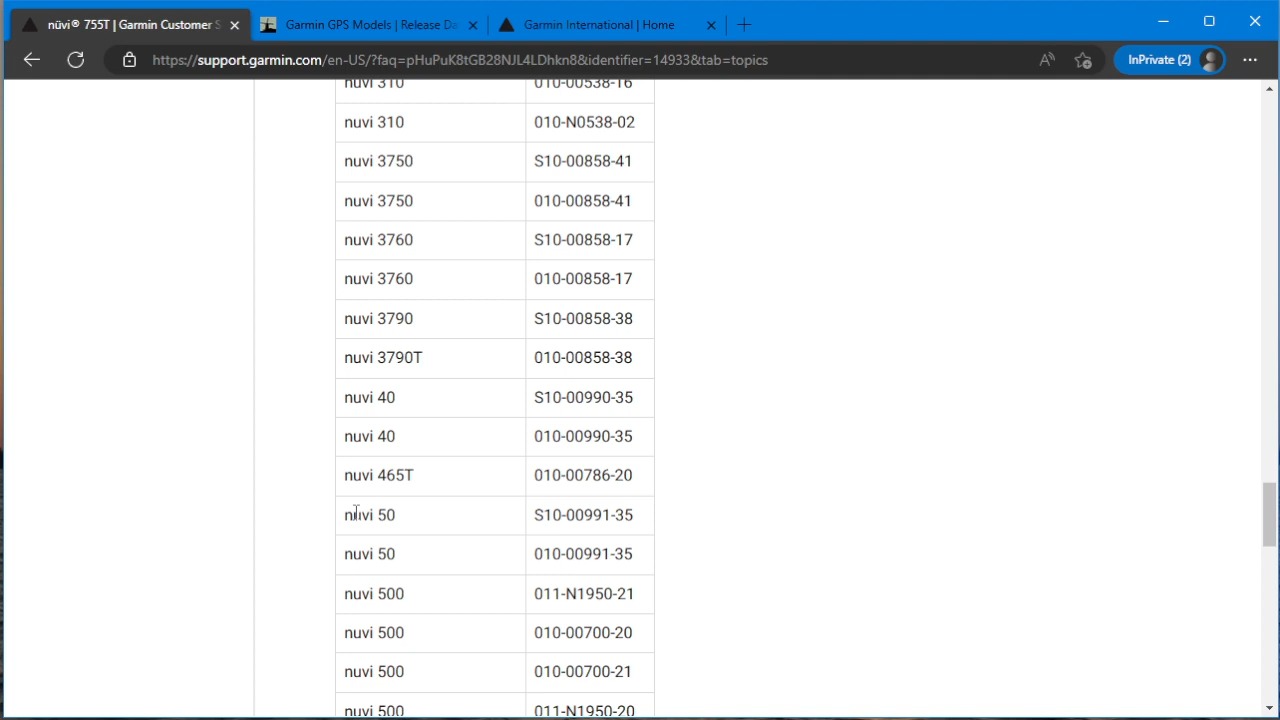 nüvi® 755T | Garmin Customer S
Garmin GPS Models | Release Da
Garmin International | Home
https://support.garmin.com/en-US/?faq=pHuPuK8tGB28NJL4LDhkn8&identifier=14933&tab=topics
InPrivate (2)
nuvi 310 010-00538-16
nuvi 310 010-N0538-02
nuvi 3750 S10-00858-41
nuvi 3750 010-00858-41
nuvi 3760 S10-00858-17
nuvi 3760 010-00858-17
nuvi 3790 S10-00858-38
nuvi 3790T 010-00858-38
nuvi 40 S10-00990-35
nuvi 40 010-00990-35
nuvi 465T 010-00786-20
nuvi 50 S10-00991-35
nuvi 50 010-00991-35
nuvi 500 011-N1950-21
nuvi 500 010-00700-20
nuvi 500 010-00700-21
nuvi 500 011-N1950-20